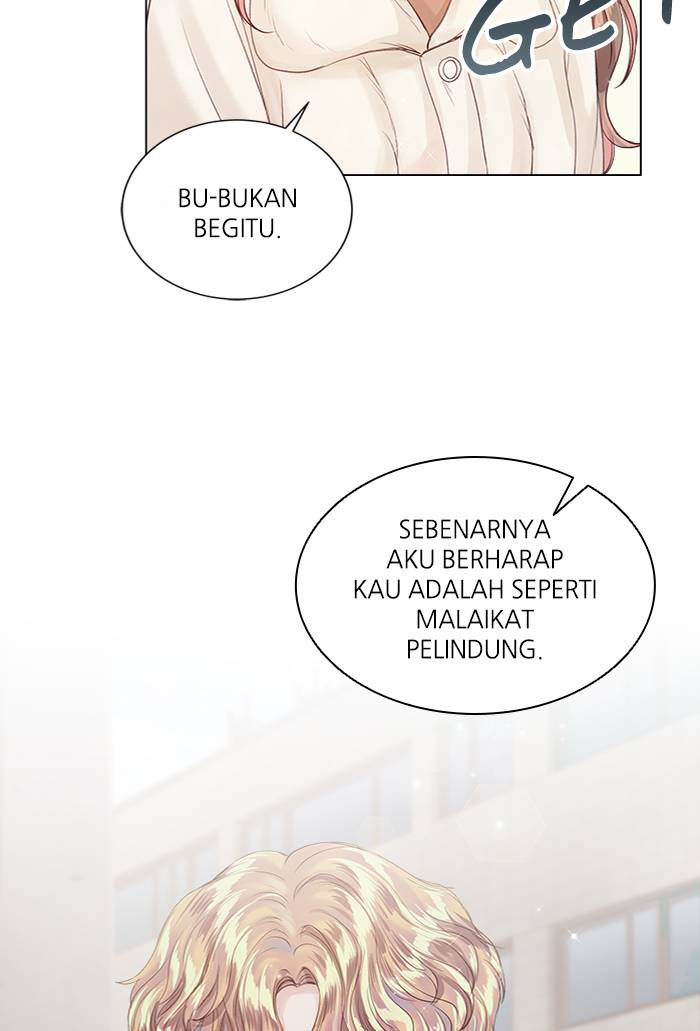 BU-BUKAN
BEGITU.
SEBENARNYA
AKU BERHARAP
KAU ADALAH SEPERTI
MALAIKAT
PELINDUNG.